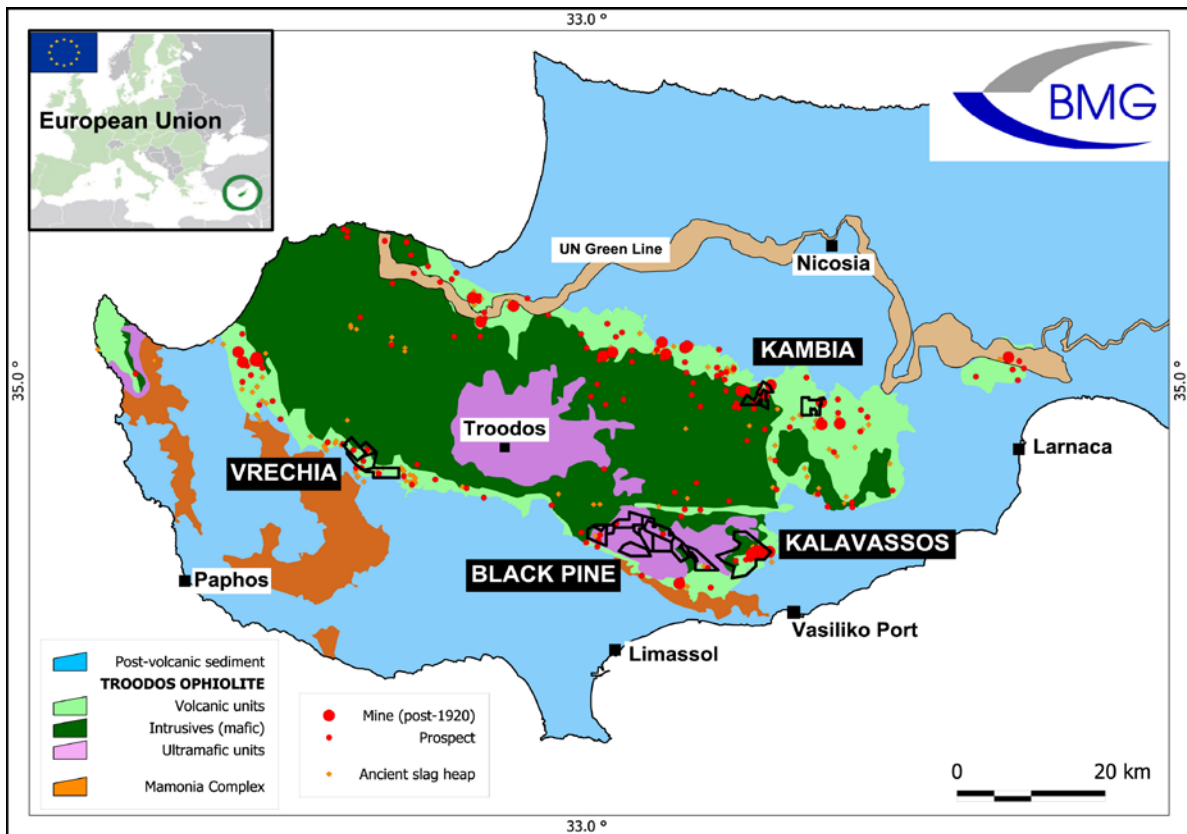 33.0 °
European Union
BMG
UN Green Line
Nicosia
KAMBIA
35.0 °
35.0 °
Troodos
Larnaca
VRECHIA
KALAVASSOS
BLACK PINE
Paphos
Vasiliko Port
Limassol
Post-volcanic sediment
TROODOS OPHIOLITE
Volcanic units
Intrusives (mafic)
Ultramafic units
Mamonia Complex
Mine (post-1920)
Prospect
Ancient slag heap
0 20 km
33.0 °